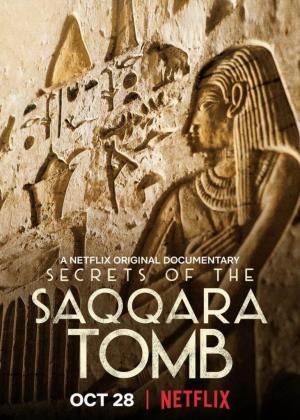 A NETFLIX ORIGINAL DOCUMENTARY
SECRETS OF THE
SAQQARA
TOMB
OCT 28 | NETFLIX